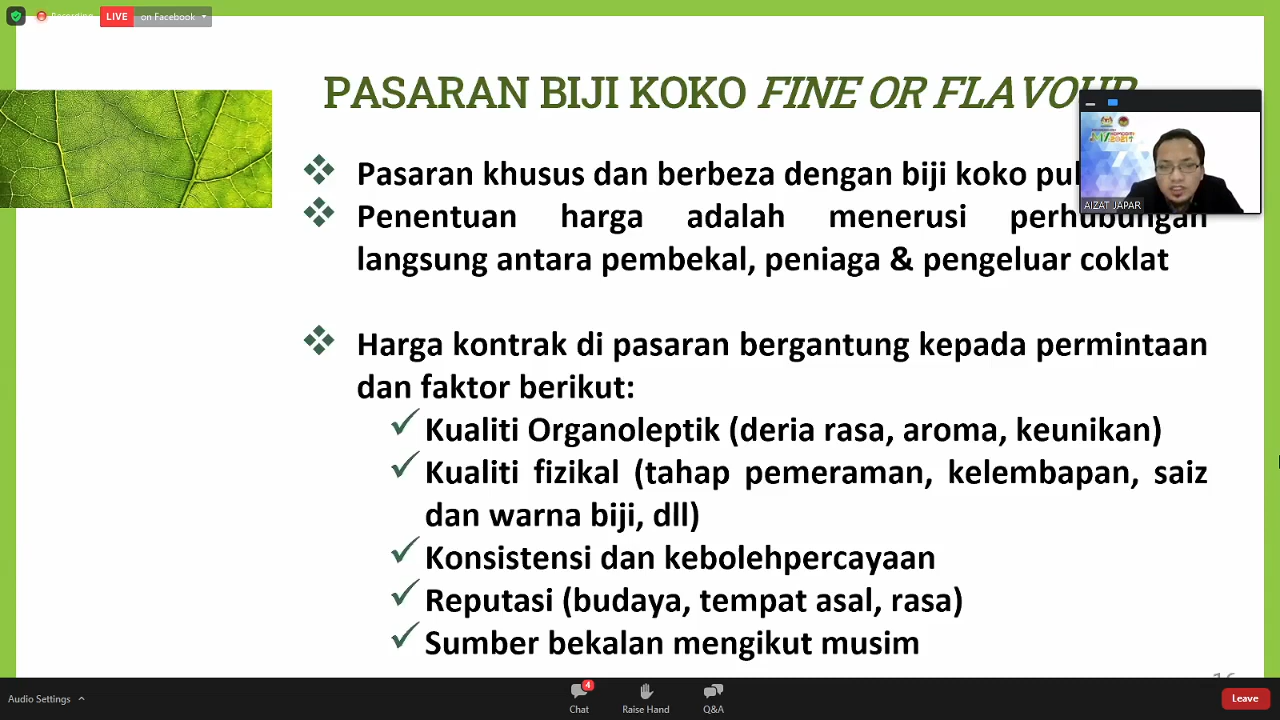 Recording
LIVE on Facebook
PASARAN BIJI KOKO FINE OR FLAVOUR
Pasaran khusus dan berbeza dengan biji koko
AIZAT JAPAR
Penentuan harga adalah menerusi perhubungan
langsung antara pembekal, peniaga & pengeluar coklat
Harga kontrak di pasaran bergantung kepada permintaan
dan faktor berikut:
Kualiti Organoleptik (deria rasa, aroma, keunikan)
Kualiti fizikal (tahap pemeraman, kelembapan, saiz
dan warna biji, dll)
Konsistensi dan kebolehpercayaan
Reputasi (budaya, tempat asal, rasa)
Sumber bekalan mengikut musim
Audio Settings
4
Chat
Raise Hand
Q&A
Leave